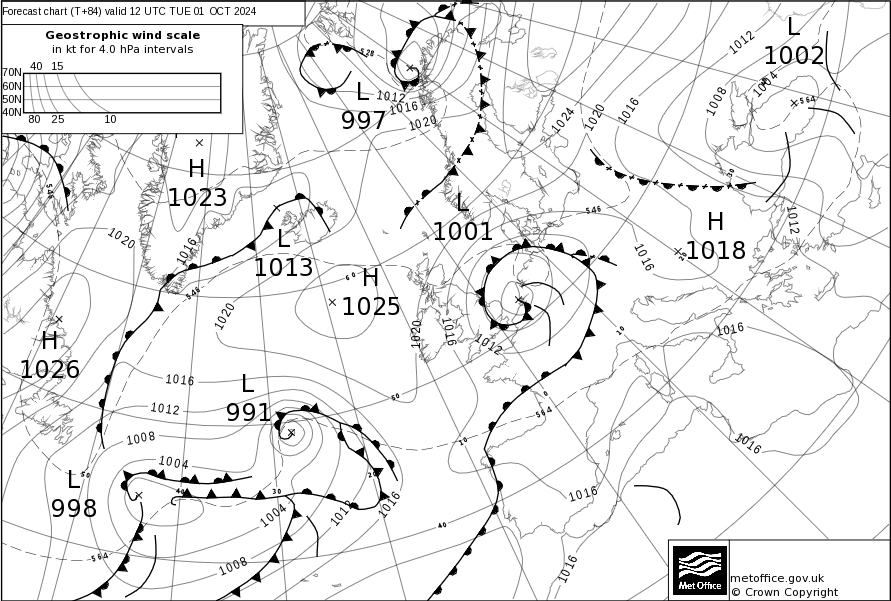 Forecast chart (T+84) valid 12 UTC TUE 01 OCT 2024
Geostrophic wind scale
in kt for 4.0 hPa intervals
40 15
70N
60N
50N
40N
80 25 10
L
1002
1012
1004
564
1008
528
L
997
1012
1016
1020
1024
1020
1016
H
1023
546
L
1001
546
H
1018
1012
1016
1020
1016
L
1013
546
60
H
1025
1020
1020
1016
1012
1016
10
H
1026
1016
1012
L
991
50
0
564
10
1016
1008
1004
L
998
50
40
30
20
1004
1012
1016
1016
40
564
1008
1016
Met Office
metoffice.gov.uk
© Crown Copyright